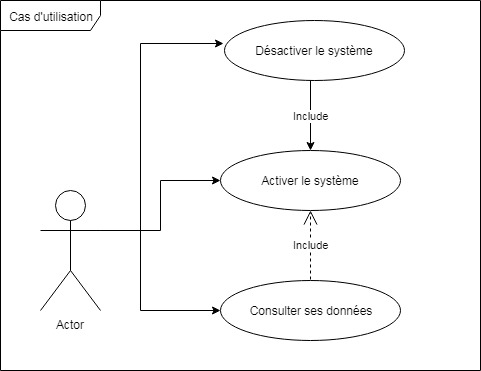 Cas d'utilisation
Désactiver le système
Include
Activer le système
Include
Consulter ses données
Actor